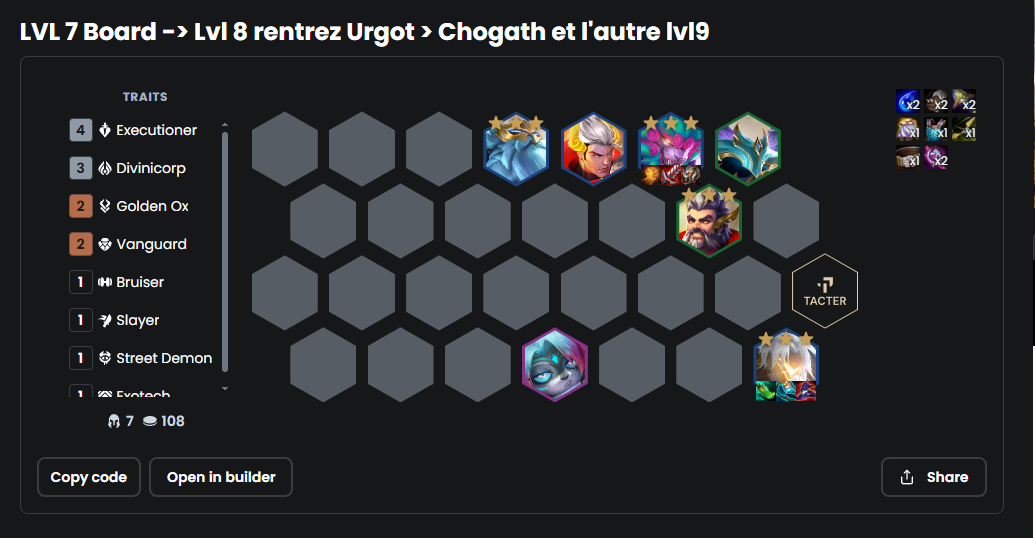 LVL 7 Board -> Lvl 8 rentrez Urgot > Chogath et l'autre lvl9
TRAITS
4 Executioner
3 Divinicorp
2 Golden Ox
2 Vanguard
1 Bruiser
1 Slayer
1 Street Demon
1 Exotech
7 108
x2 x2 x2
x1 x1 x1
x1 x2
TACTER
Copy code
Open in builder
Share